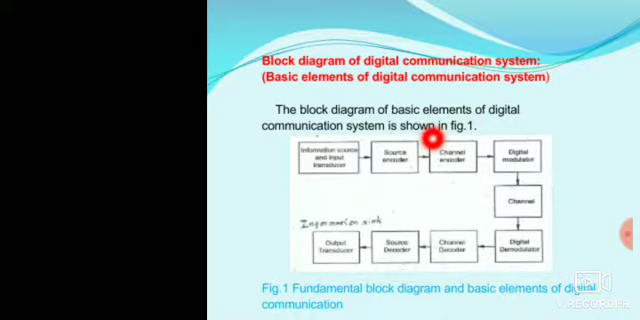 Block diagram of digital communication system:
(Basic elements of digital communication system)
The block diagram of basic elements of digital
communication system is shown in fig.1.
Information source
and input
transducer
Source
encoder
Channel
encoder
Digital
modulator
Channel
Information sink
Output
Transducer
Source
Decoder
Channel
Decoder
Digital
Demodulator
Fig.1 Fundamental block diagram and basic elements of digital
communication
V RECORDER